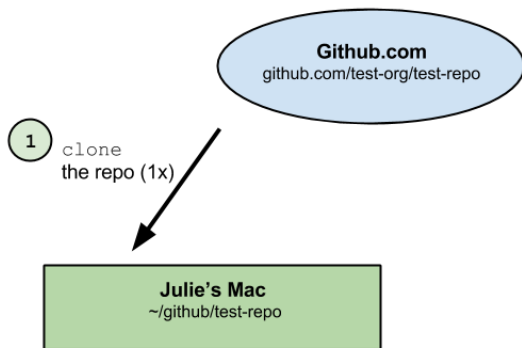 Github.com
github.com/test-org/test-repo
1
clone
the repo (1x)
Julie's Mac
~/github/test-repo